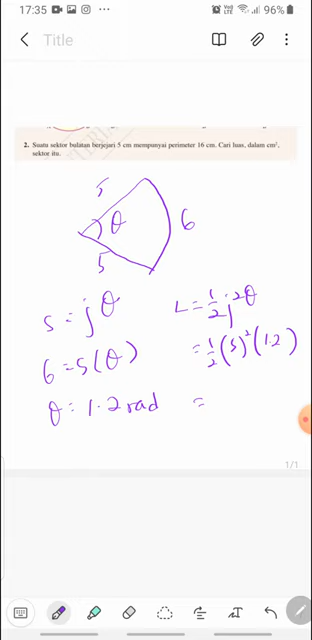 17:35
96%
Title
2. Suatu sektor bulatan berjejari 5 cm mempunyai perimeter 16 cm. Cari luas, dalam cm²,
sektor itu.
5
θ
6
5
s = jθ
6 = 5(θ)
θ = 1.2 rad
L = 1/2 j²θ
= 1/2 (5)² (1.2)
=
1/1